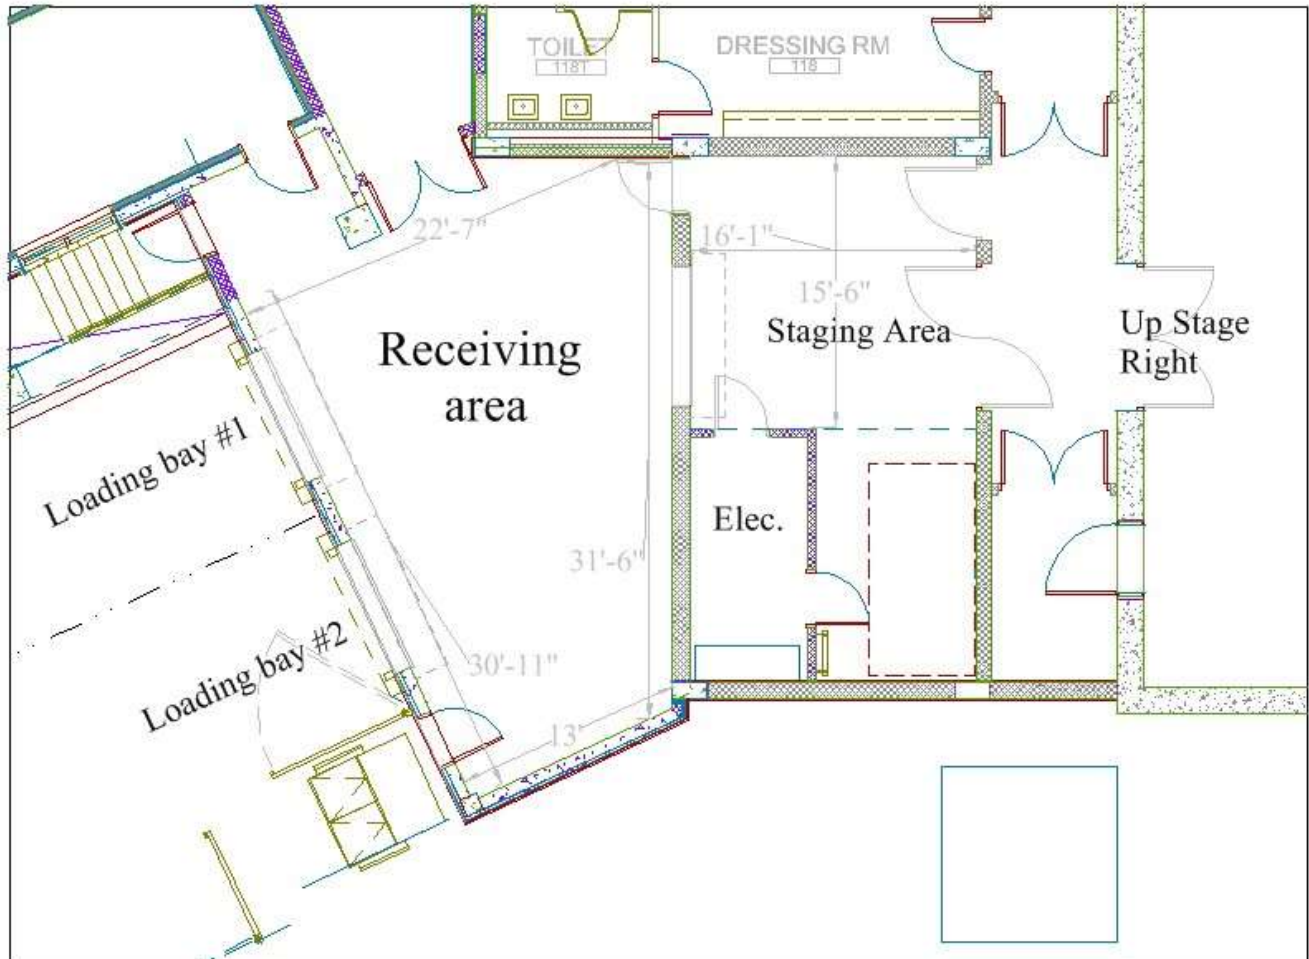 TOILET
118T
DRESSING RM
118
22'-7"
16'-1"
15'-6"
Receiving
area
Staging Area
Up Stage
Right
Loading bay #1
Elec.
31'-6"
Loading bay #2
30'-11"
13'